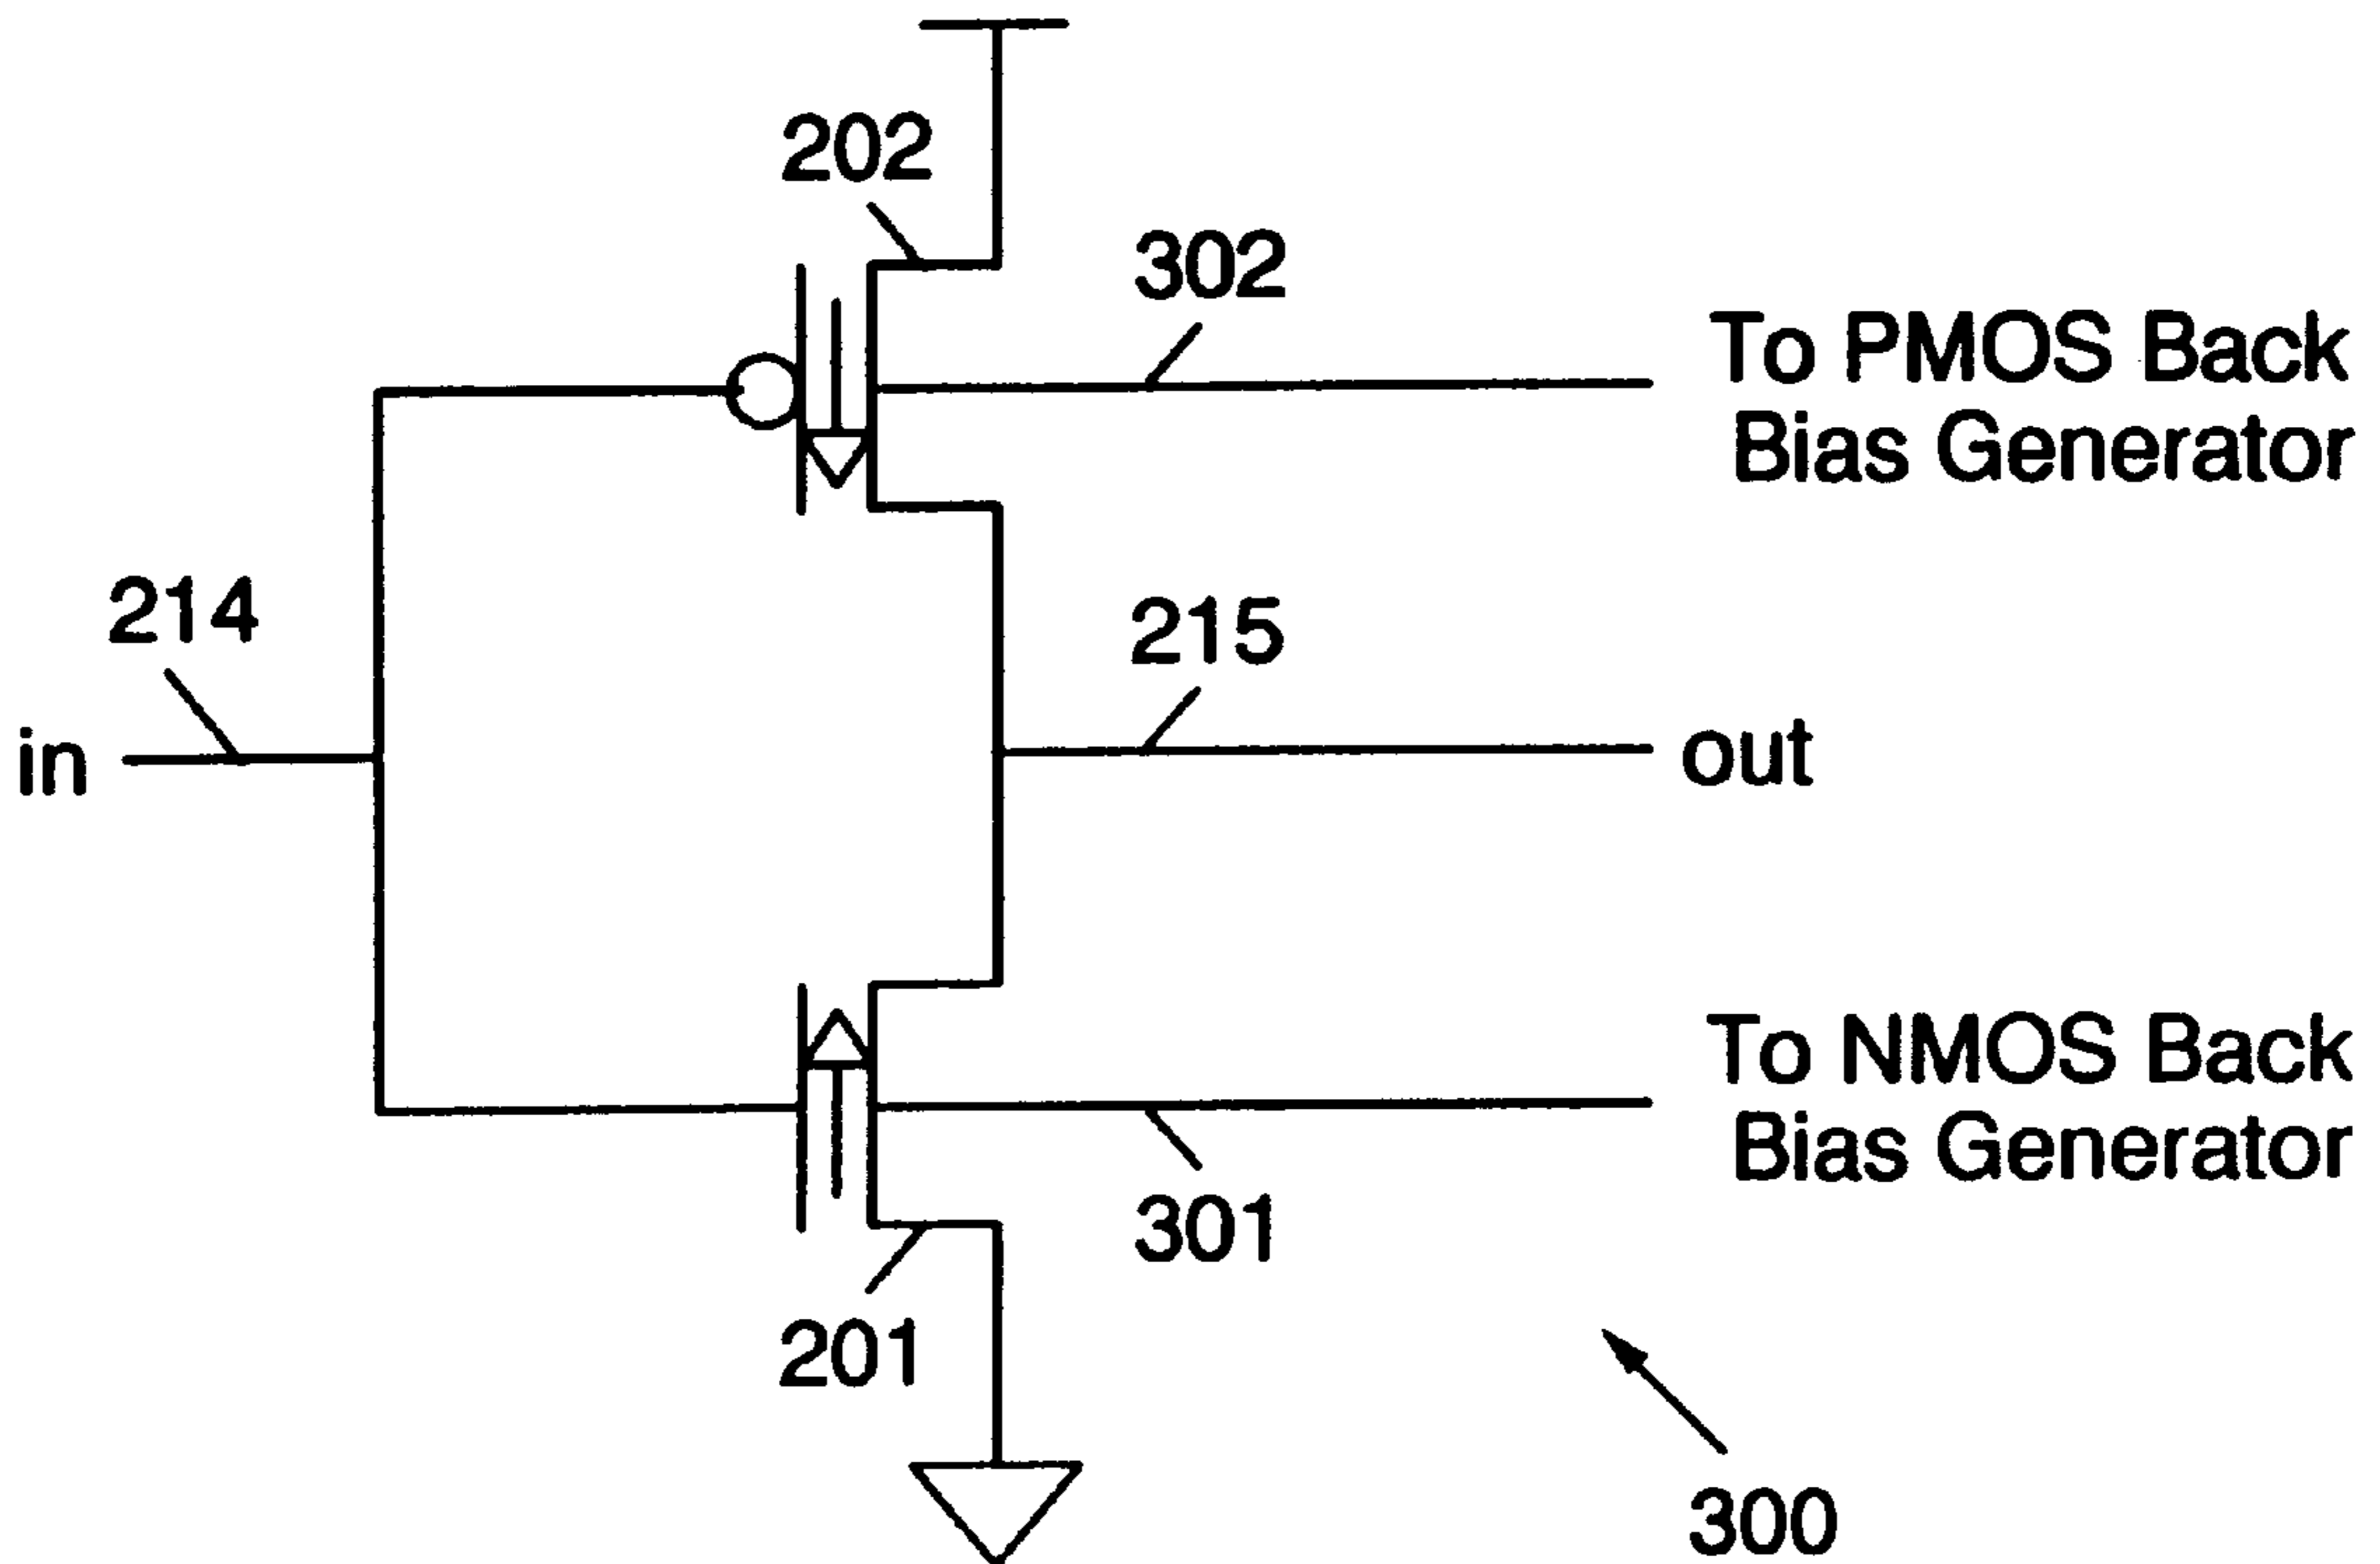 202
302
To PMOS Back
Bias Generator
214
215
in
out
To NMOS Back
Bias Generator
301
201
300